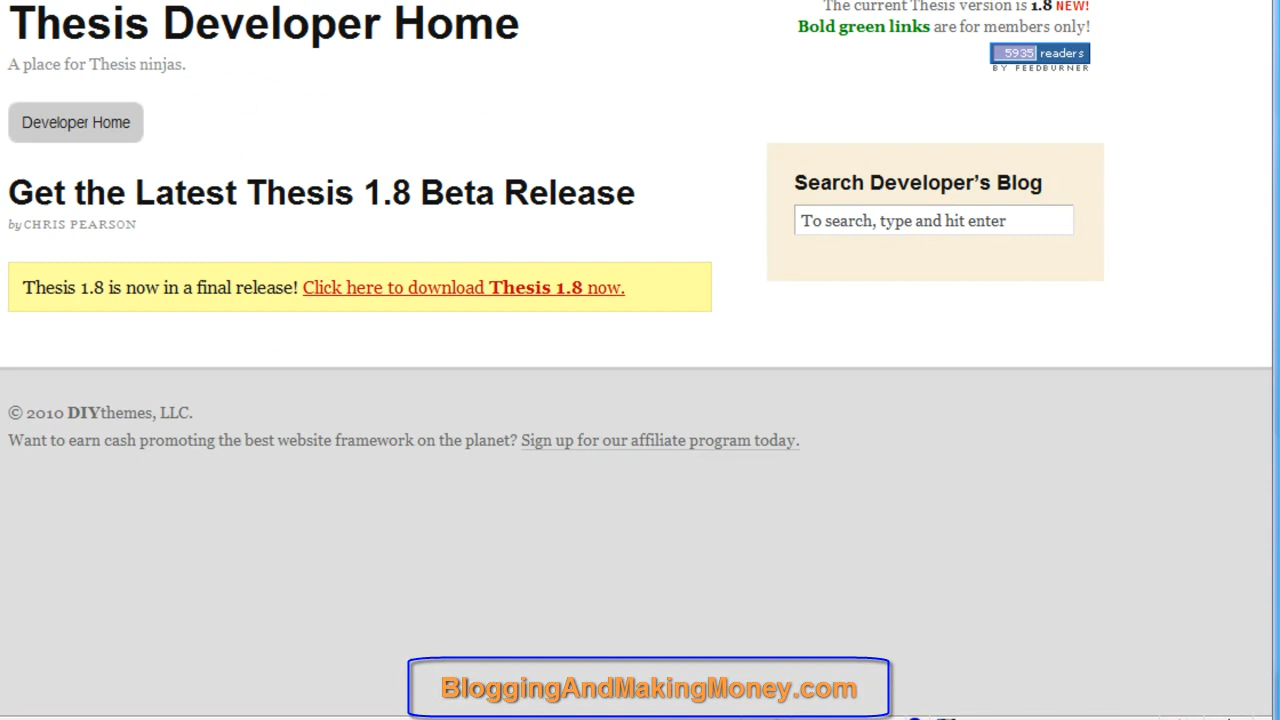 Thesis Developer Home
A place for Thesis ninjas.
The current Thesis version is 1.8 NEW!
Bold green links are for members only!
5935 readers
BY FEEDBURNER
Developer Home
Get the Latest Thesis 1.8 Beta Release
by CHRIS PEARSON
Thesis 1.8 is now in a final release! Click here to download Thesis 1.8 now.
Search Developer's Blog
To search, type and hit enter
© 2010 DIYthemes, LLC.
Want to earn cash promoting the best website framework on the planet? Sign up for our affiliate program today.
BloggingAndMakingMoney.com